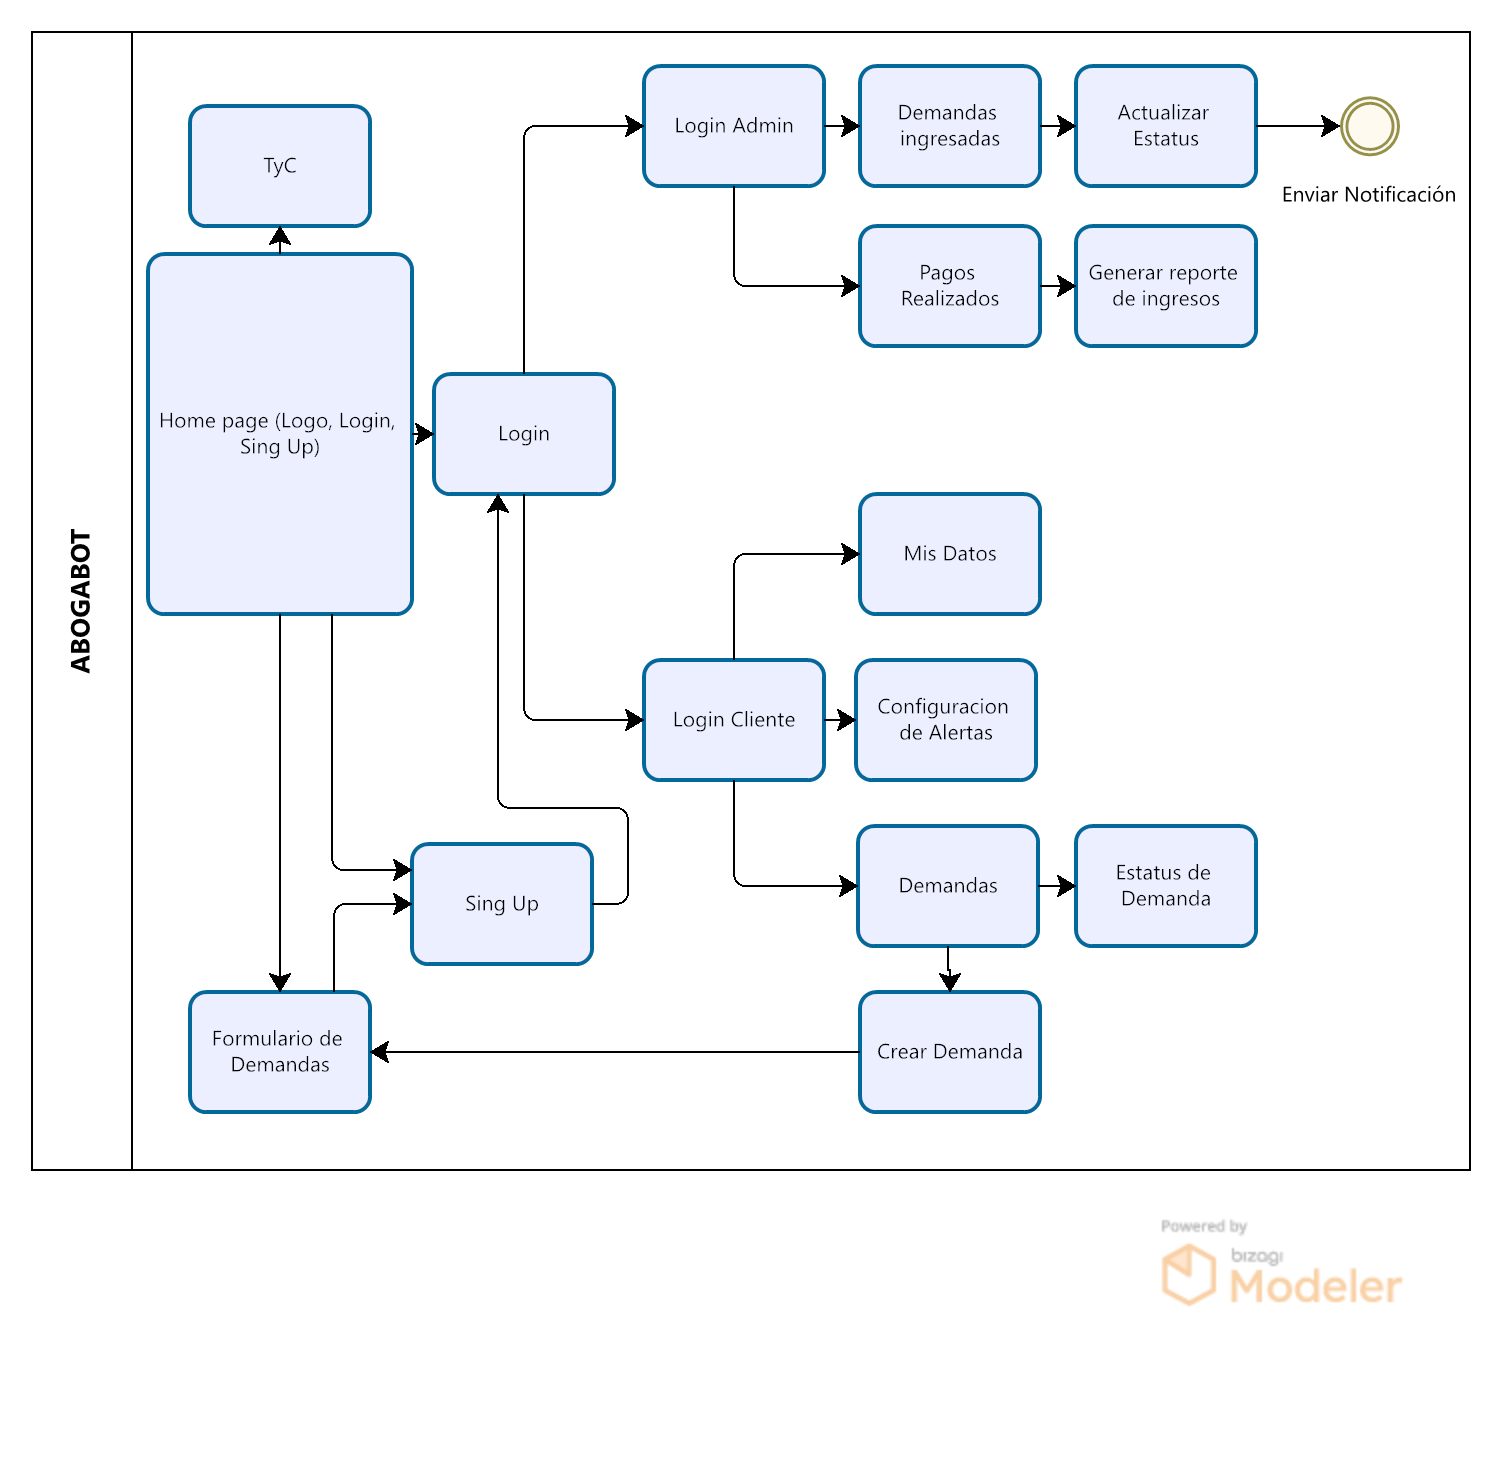 ABOGABOT
TyC
Home page (Logo, Login,
Sing Up)
Login
Login Admin
Demandas
ingresadas
Actualizar
Estatus
Enviar Notificación
Pagos
Realizados
Generar reporte
de ingresos
Mis Datos
Login Cliente
Configuracion
de Alertas
Demandas
Estatus de
Demanda
Sing Up
Formulario de
Demandas
Crear Demanda
Powered by
bizagi
Modeler